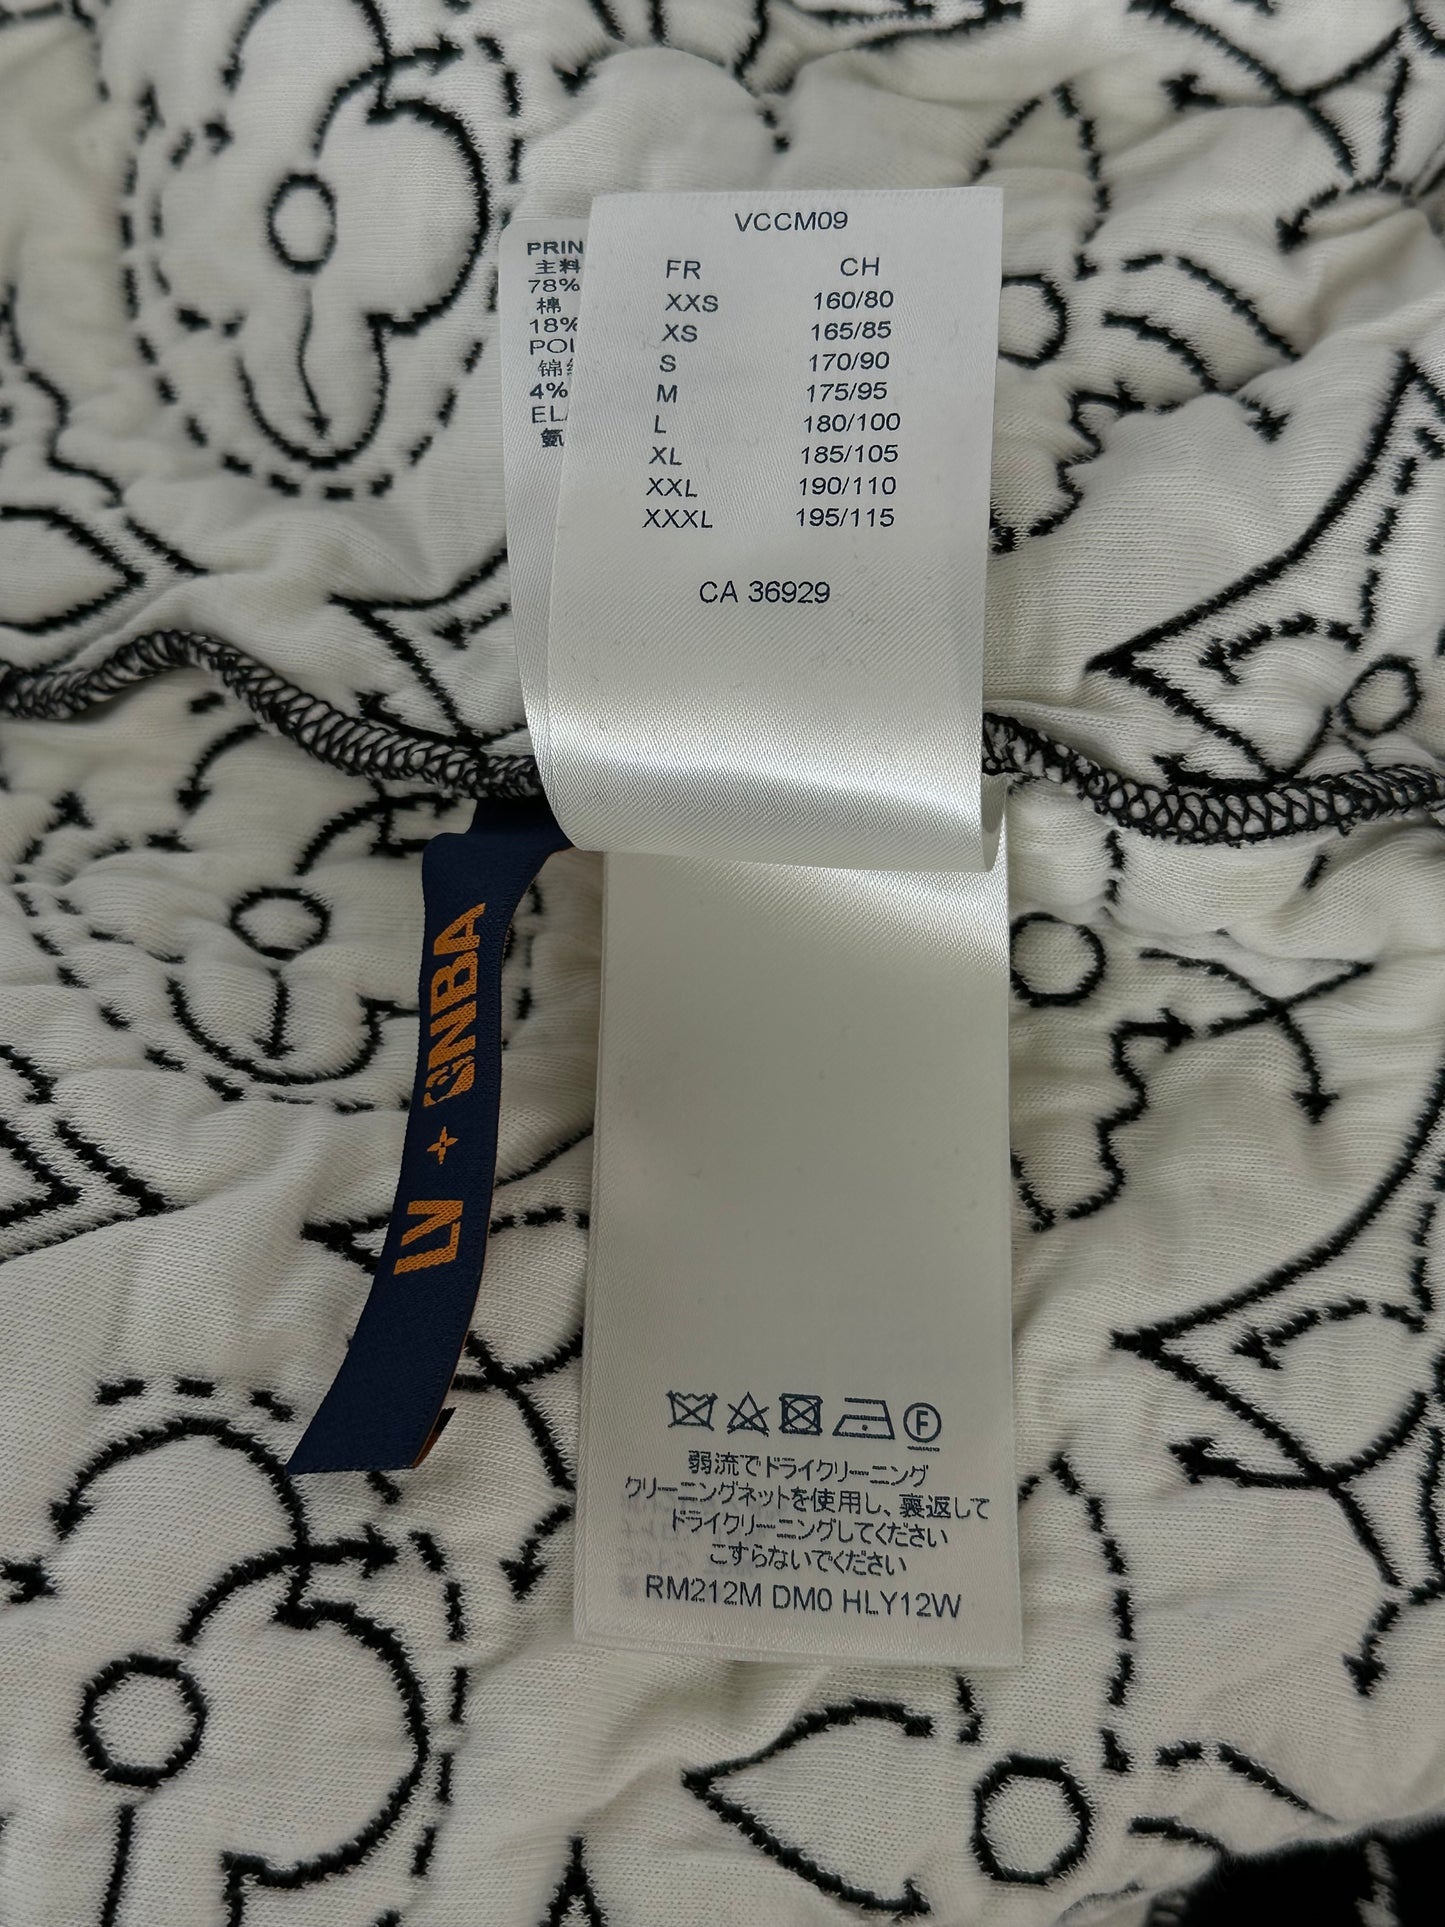 VCCM09
FR CH
XXS 160/80
XS 165/85
S 170/90
M 175/95
L 180/100
XL 185/105
XXL 190/110
XXXL 195/115
CA 36929
PRIN
主料
78%
棉
18%
POL
锦
4%
EL
氨
LV NBA
F
弱流でドライクリーニング
クリーニングネットを使用し、裏返して
ドライクリーニングしてください
こすらないでください
RM212M DM0 HLY12W